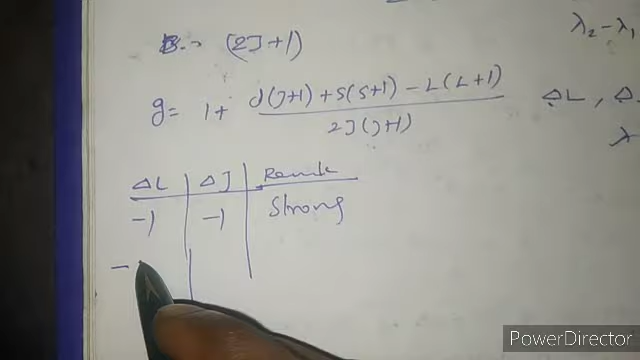 λ₂-λ₁
→ (2J+1)
g= 1+ J(J+1)+S(S+1)-L(L+1) / 2J(J+1)
ΔL, Δ
λ
ΔL | ΔJ | Remark
-1 | -1 | Strong
-
PowerDirector